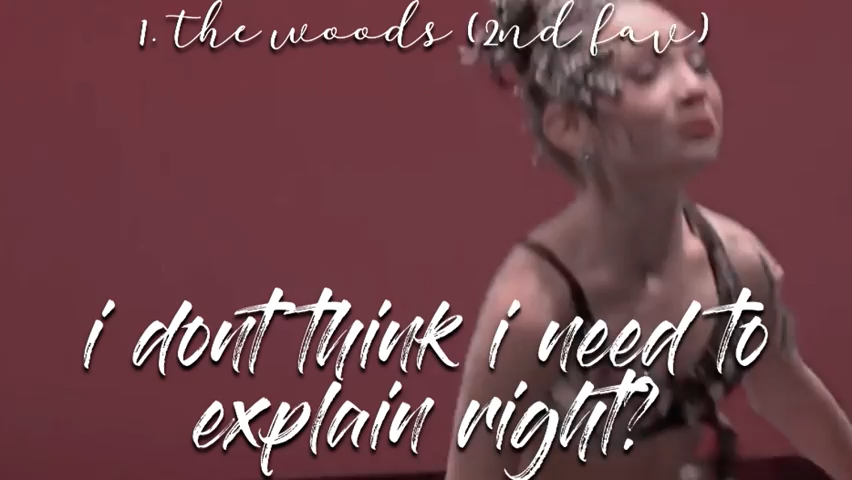 1. the woods (2nd fav)
i dont think i need to
explain right?